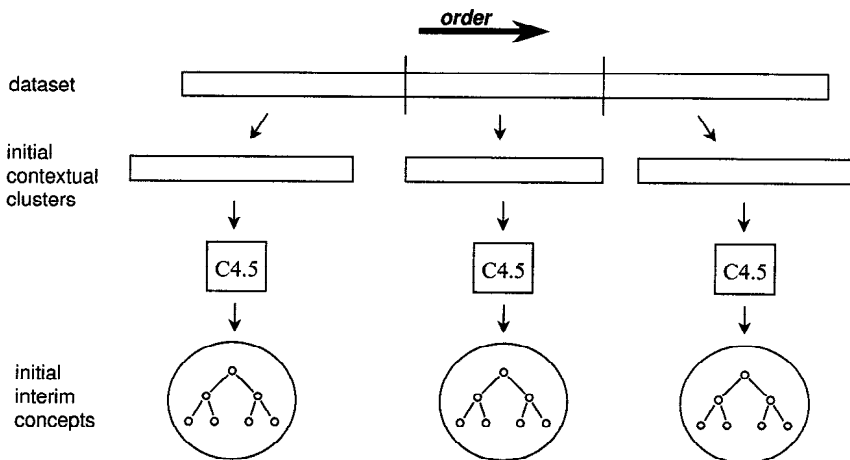 order
dataset
initial
contextual
clusters
C4.5
C4.5
C4.5
initial
interim
concepts